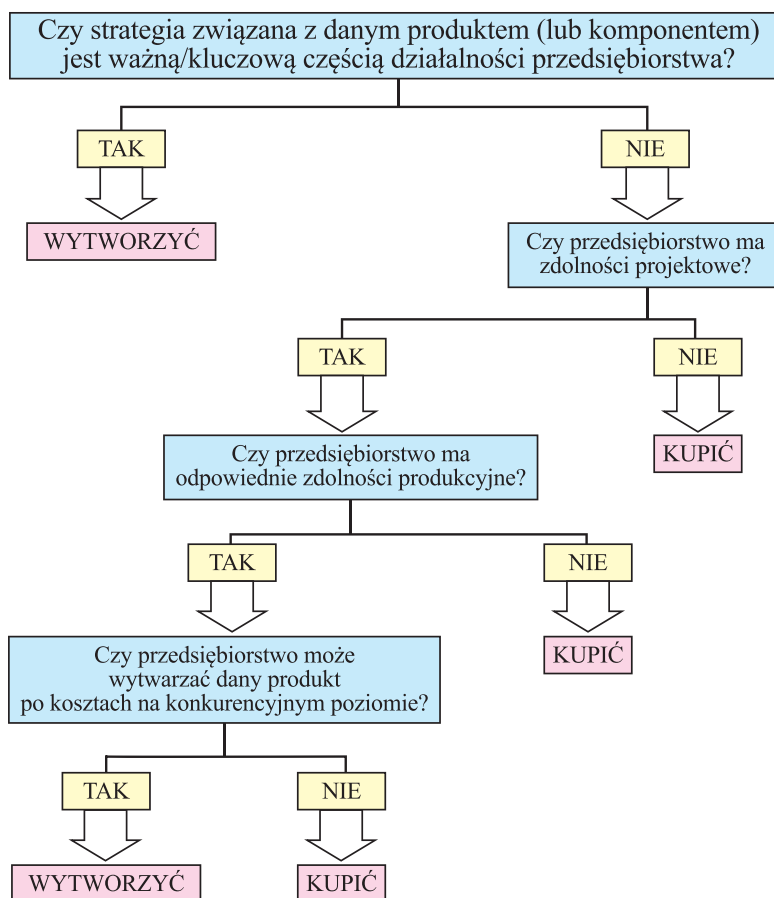 Czy strategia związana z danym produktem (lub komponentem)
jest ważną/kluczową częścią działalności przedsiębiorstwa?
TAK
NIE
WYTWORZYĆ
Czy przedsiębiorstwo ma
zdolności projektowe?
TAK
NIE
Czy przedsiębiorstwo ma
odpowiednie zdolności produkcyjne?
KUPIĆ
TAK
NIE
Czy przedsiębiorstwo może
wytwarzać dany produkt
po kosztach na konkurencyjnym poziomie?
KUPIĆ
TAK
NIE
WYTWORZYĆ
KUPIĆ